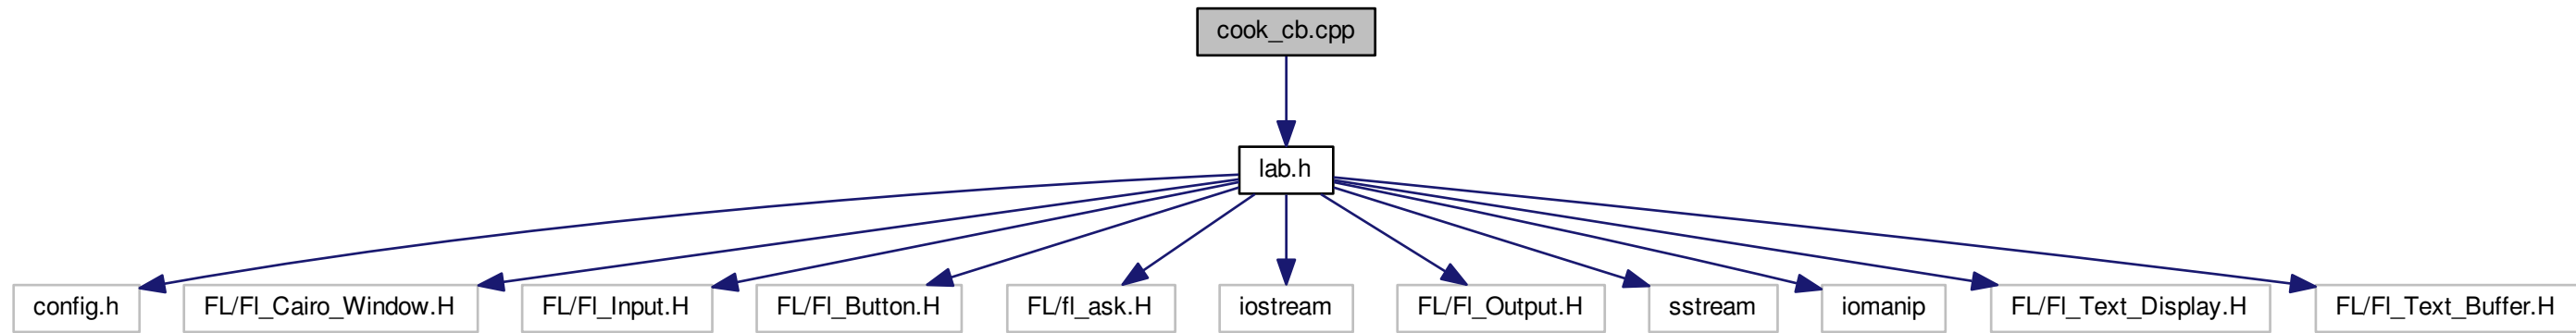 cook_cb.cpp
lab.h
config.h
FL/Fl_Cairo_Window.H
FL/Fl_Input.H
FL/Fl_Button.H
FL/fl_ask.H
iostream
FL/Fl_Output.H
sstream
iomanip
FL/Fl_Text_Display.H
FL/Fl_Text_Buffer.H